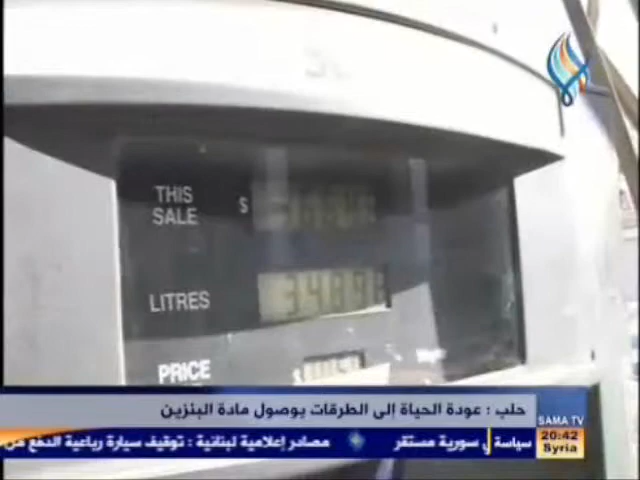 THIS
SALE $
LITRES
PRICE
$
حلب : عودة الحياة إلى الطرقات بوصول مادة البنزين
SAMA TV
20:42
Syria
سياسة
ي سورية مستقر
مصادر إعلامية لبنانية : توقيف سيارة رباعية الدفع